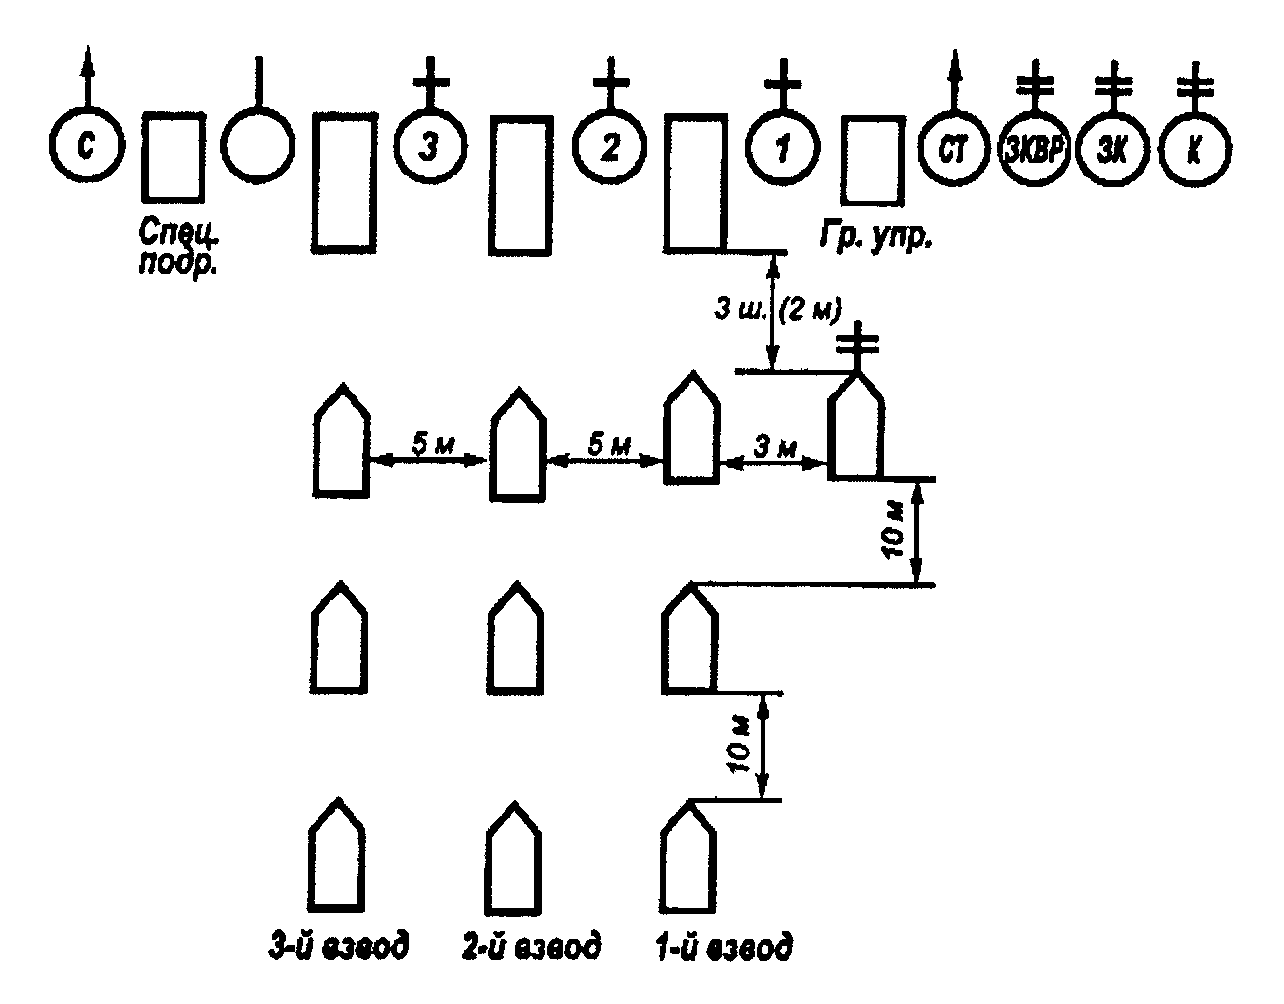 С 3 2 1 СТ ЗКВР ЗК К
Спец.
подр.
Гр. упр.
3 ш. (2 м)
5 м 5 м 3 м
10 м
10 м
3-й взвод 2-й взвод 1-й взвод